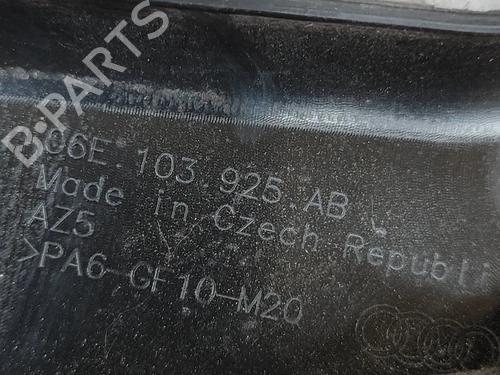 B-PARTS
06E.103.925.AB
Made in Czech Republi
AZ5
>PA6-GF10-M20